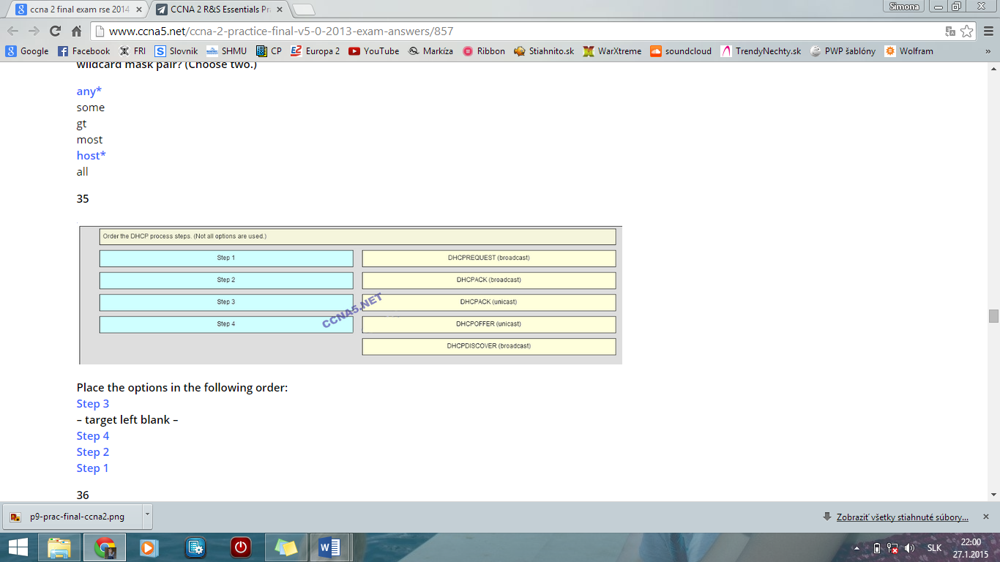 ccna 2 final exam rse 2014
CCNA 2 R&S Essentials Pr
Simona
www.ccna5.net/ccna-2-practice-final-v5-0-2013-exam-answers/857
Google
Facebook
FRI
Slovnik
SHMU
CP
Europa 2
YouTube
Markíza
Ribbon
Stiahnito.sk
WarXtreme
soundcloud
TrendyNechty.sk
PWP šablóny
Wolfram
»
wildcard mask pair? (Choose two.)
any*
some
gt
most
host*
all
35
Order the DHCP process steps. (Not all options are used.)
Step 1
DHCPREQUEST (broadcast)
Step 2
DHCPACK (broadcast)
Step 3
DHCPACK (unicast)
Step 4
DHCPOFFER (unicast)
DHCPDISCOVER (broadcast)
CCNA5.NET
Place the options in the following order:
Step 3
– target left blank –
Step 4
Step 2
Step 1
36
p9-prac-final-ccna2.png
Zobraziť všetky stiahnuté súbory...
SLK
22:00
27.1.2015